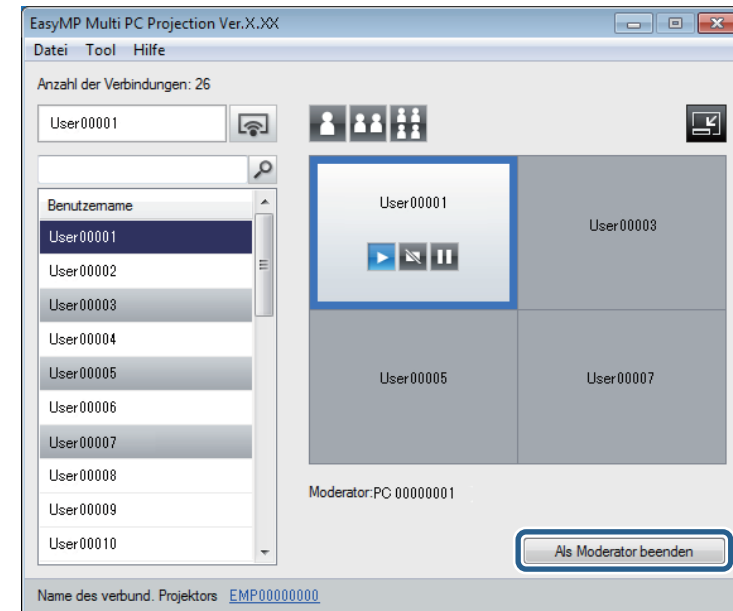 EasyMP Multi PC Projection Ver.X.XX
Datei Tool Hilfe
Anzahl der Verbindungen: 26
User00001
Benutzername
User00001
User00002
User00003
User00004
User00005
User00006
User00007
User00008
User00009
User00010
User00001
User00003
User00005
User00007
Moderator:PC 00000001
Als Moderator beenden
Name des verbund. Projektors EMP00000000